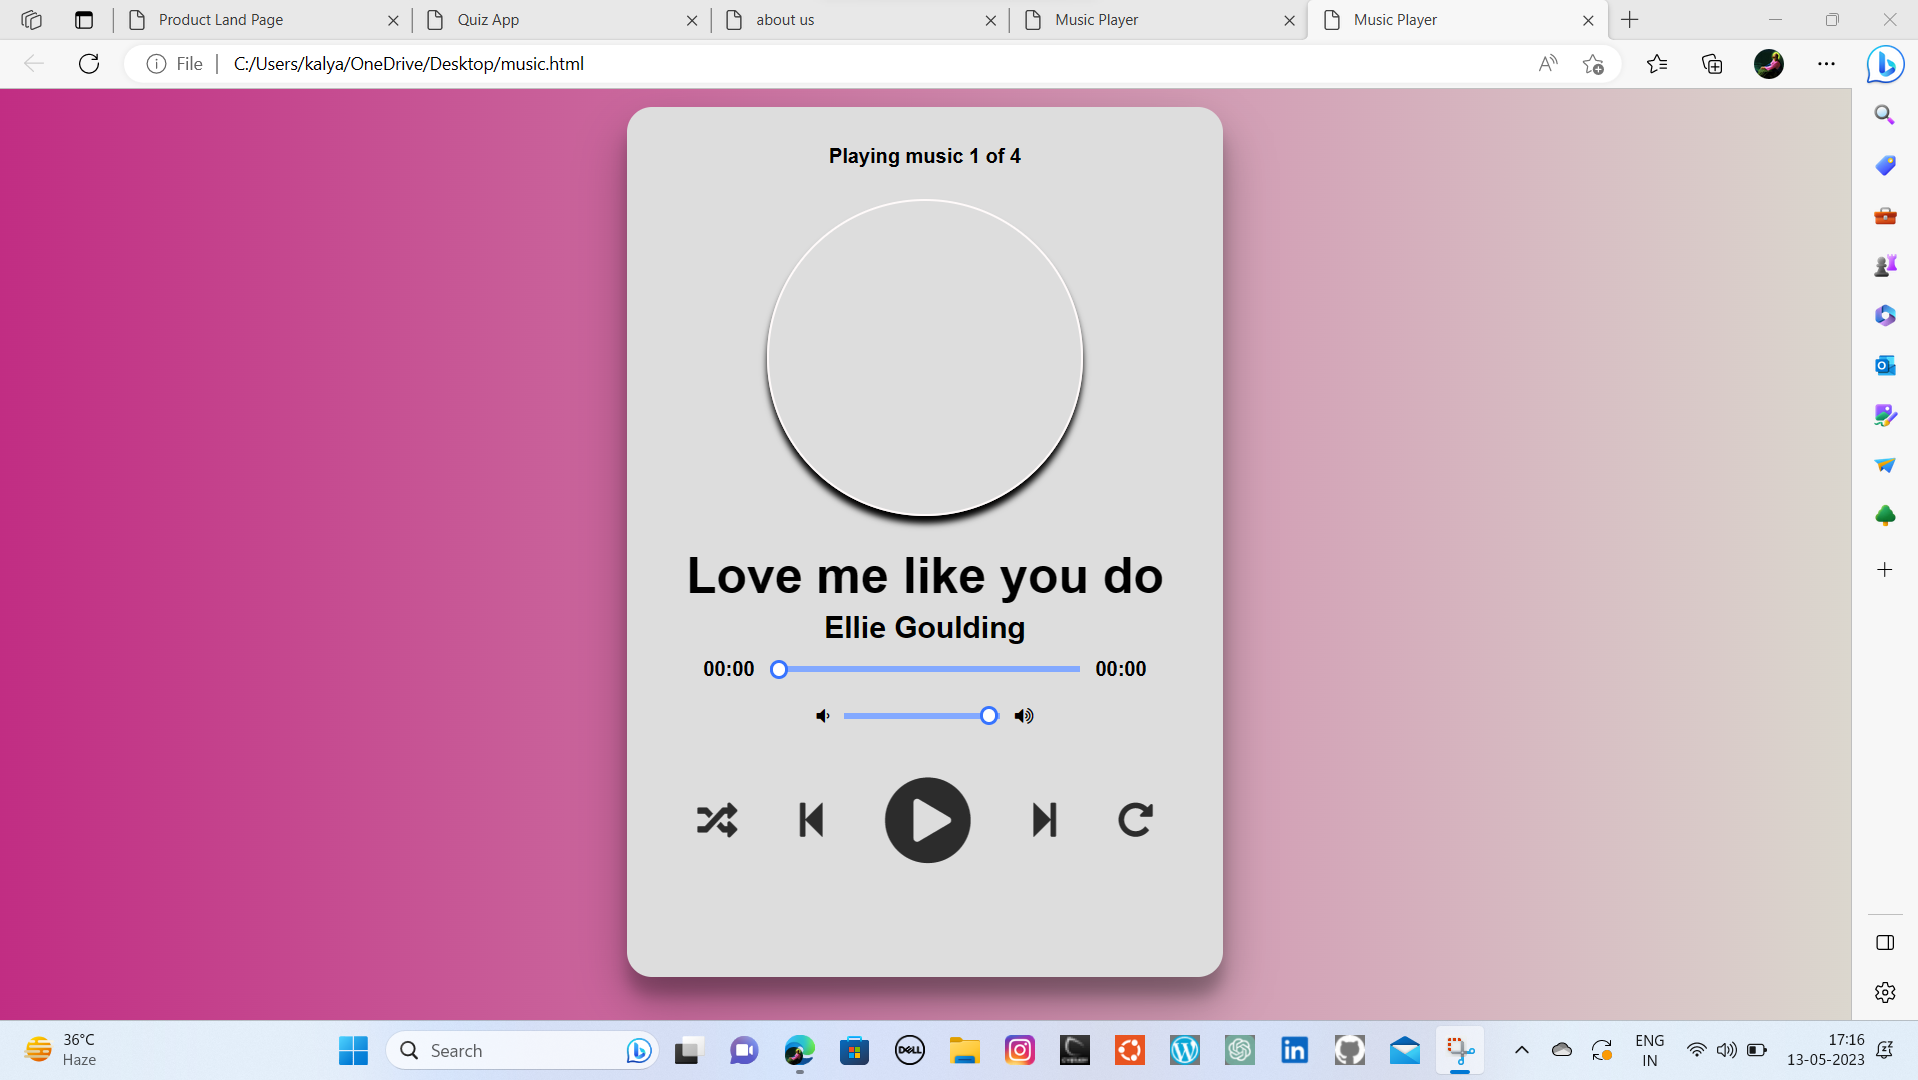 Product Land Page
Quiz App
about us
Music Player
Music Player
File
C:/Users/kalya/OneDrive/Desktop/music.html
Playing music 1 of 4
Love me like you do
Ellie Goulding
00:00
00:00
36°C
Haze
Search
DELL
ENG
IN
17:16
13-05-2023